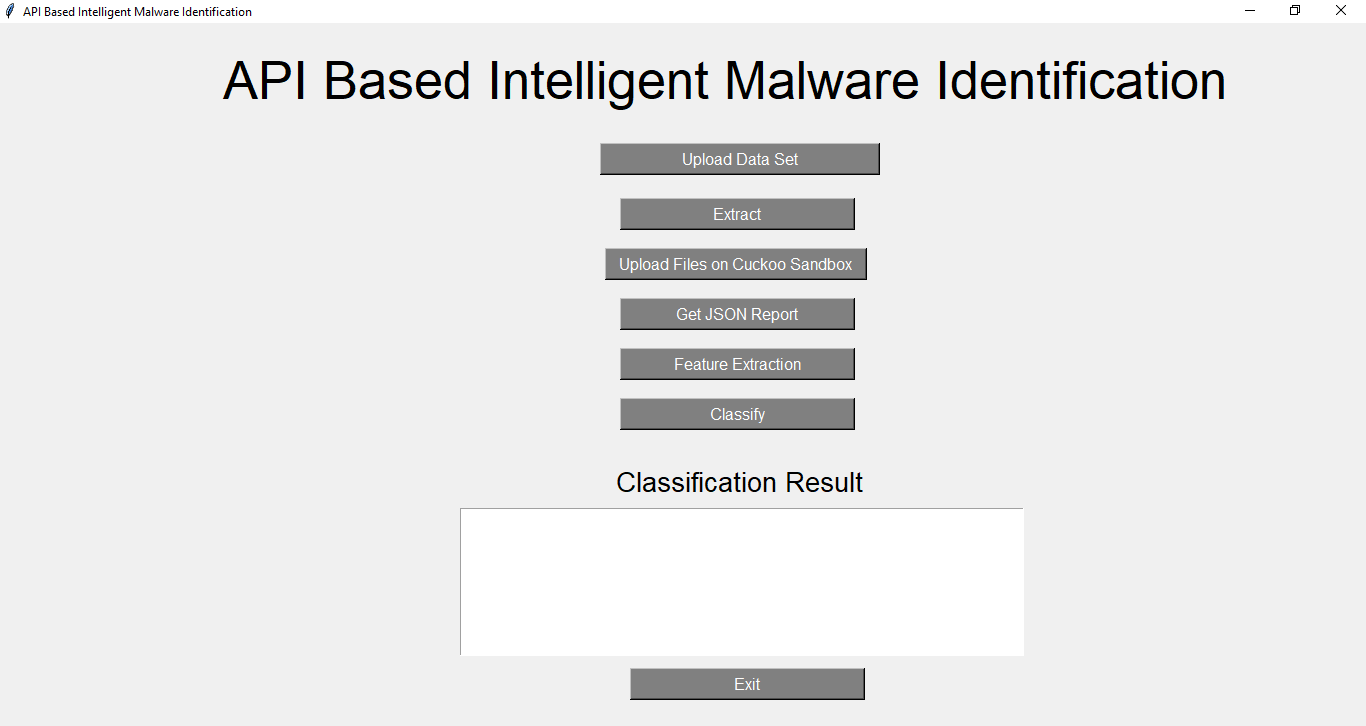 API Based Intelligent Malware Identification
API Based Intelligent Malware Identification
Upload Data Set
Extract
Upload Files on Cuckoo Sandbox
Get JSON Report
Feature Extraction
Classify
Classification Result
Exit